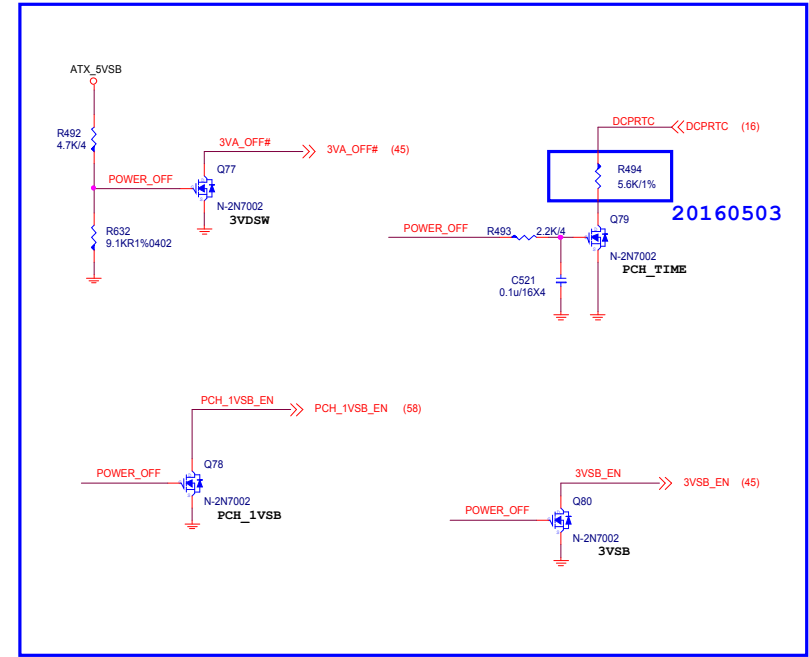 ATX_5VSB
R492
4.7K/4
POWER_OFF
R632
9.1KR1%0402
3VA_OFF#
3VA_OFF# (45)
Q77
N-2N7002
3VDSW
DCPRTC
DCPRTC (16)
R494
5.6K/1%
20160503
POWER_OFF
R493
2.2K/4
Q79
N-2N7002
PCH_TIME
C521
0.1u/16X4
PCH_1VSB_EN
PCH_1VSB_EN (58)
POWER_OFF
Q78
N-2N7002
PCH_1VSB
3VSB_EN
3VSB_EN (45)
POWER_OFF
Q80
N-2N7002
3VSB